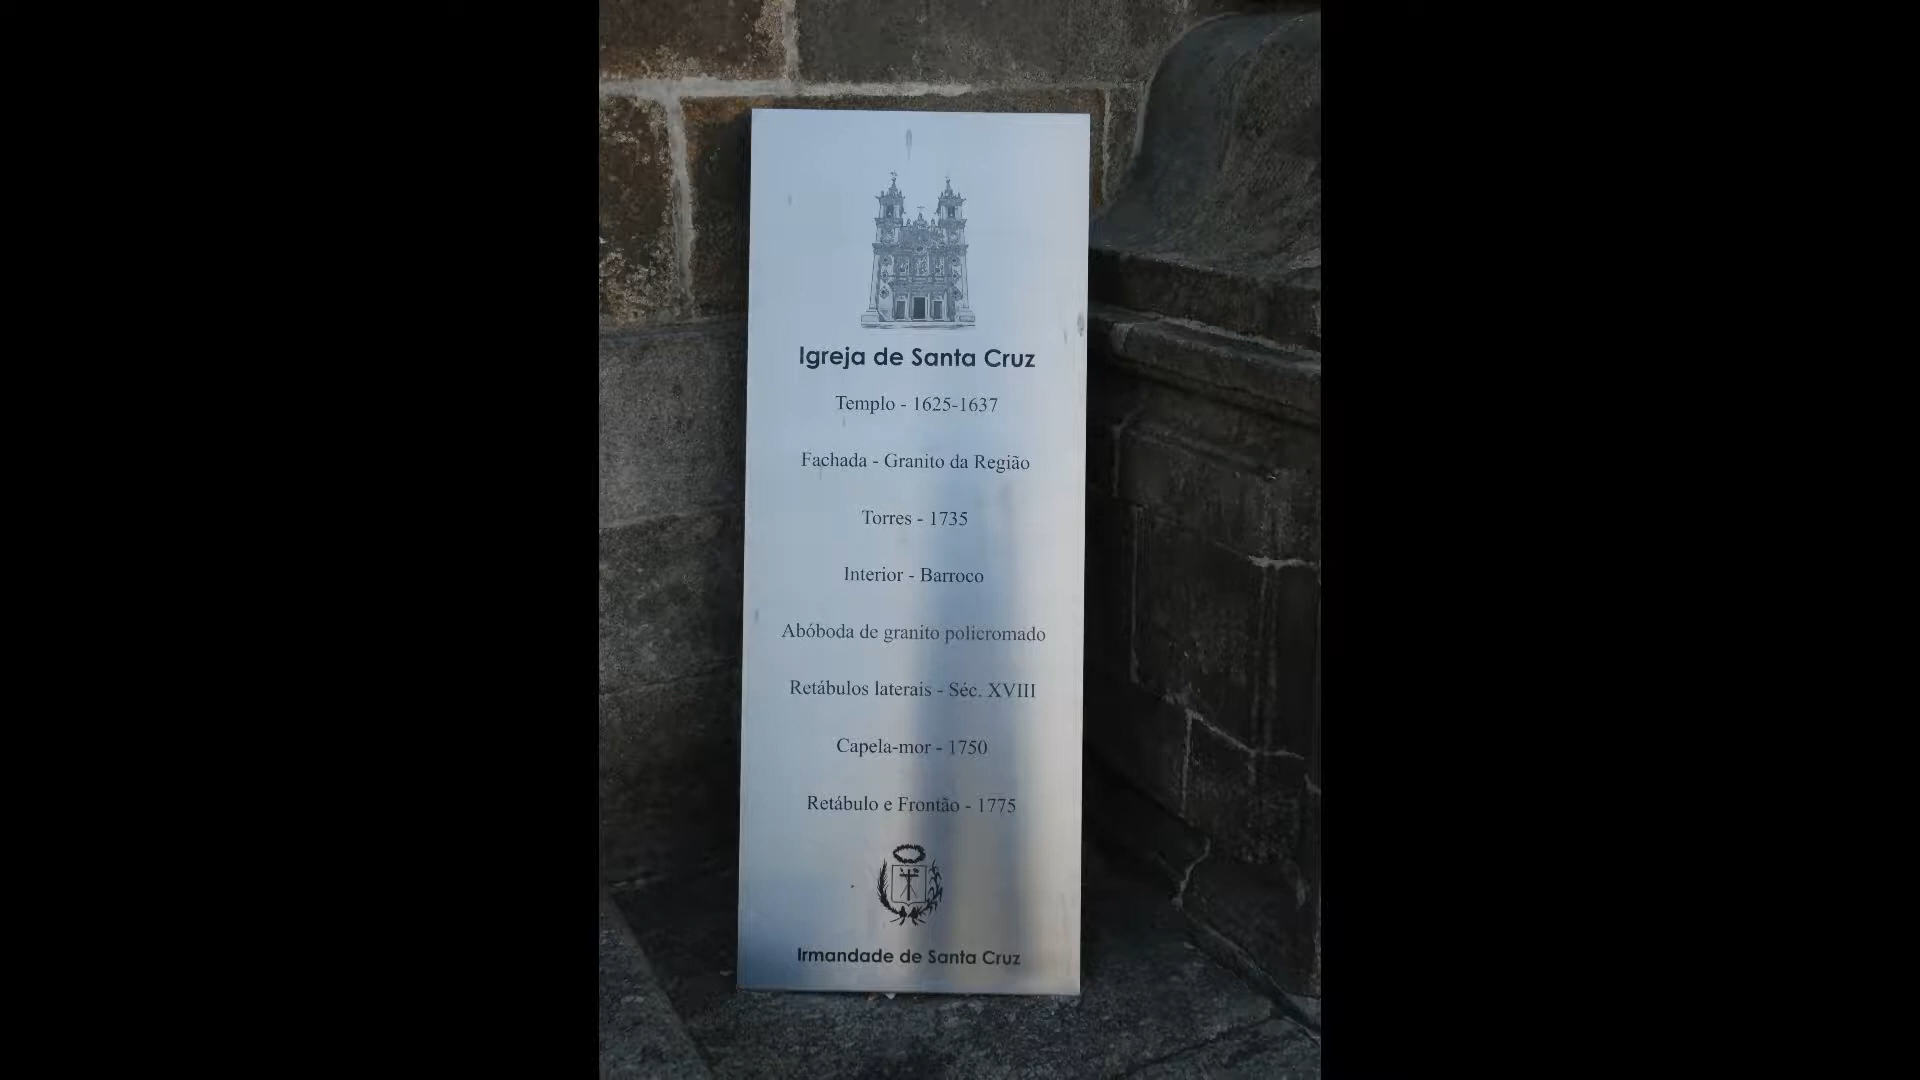 Igreja de Santa Cruz
Templo - 1625-1637
Fachada - Granito da Região
Torres - 1735
Interior - Barroco
Abóboda de granito policromado
Retábulos laterais - Séc. XVIII
Capela-mor - 1750
Retábulo e Frontão - 1775
Irmandade de Santa Cruz